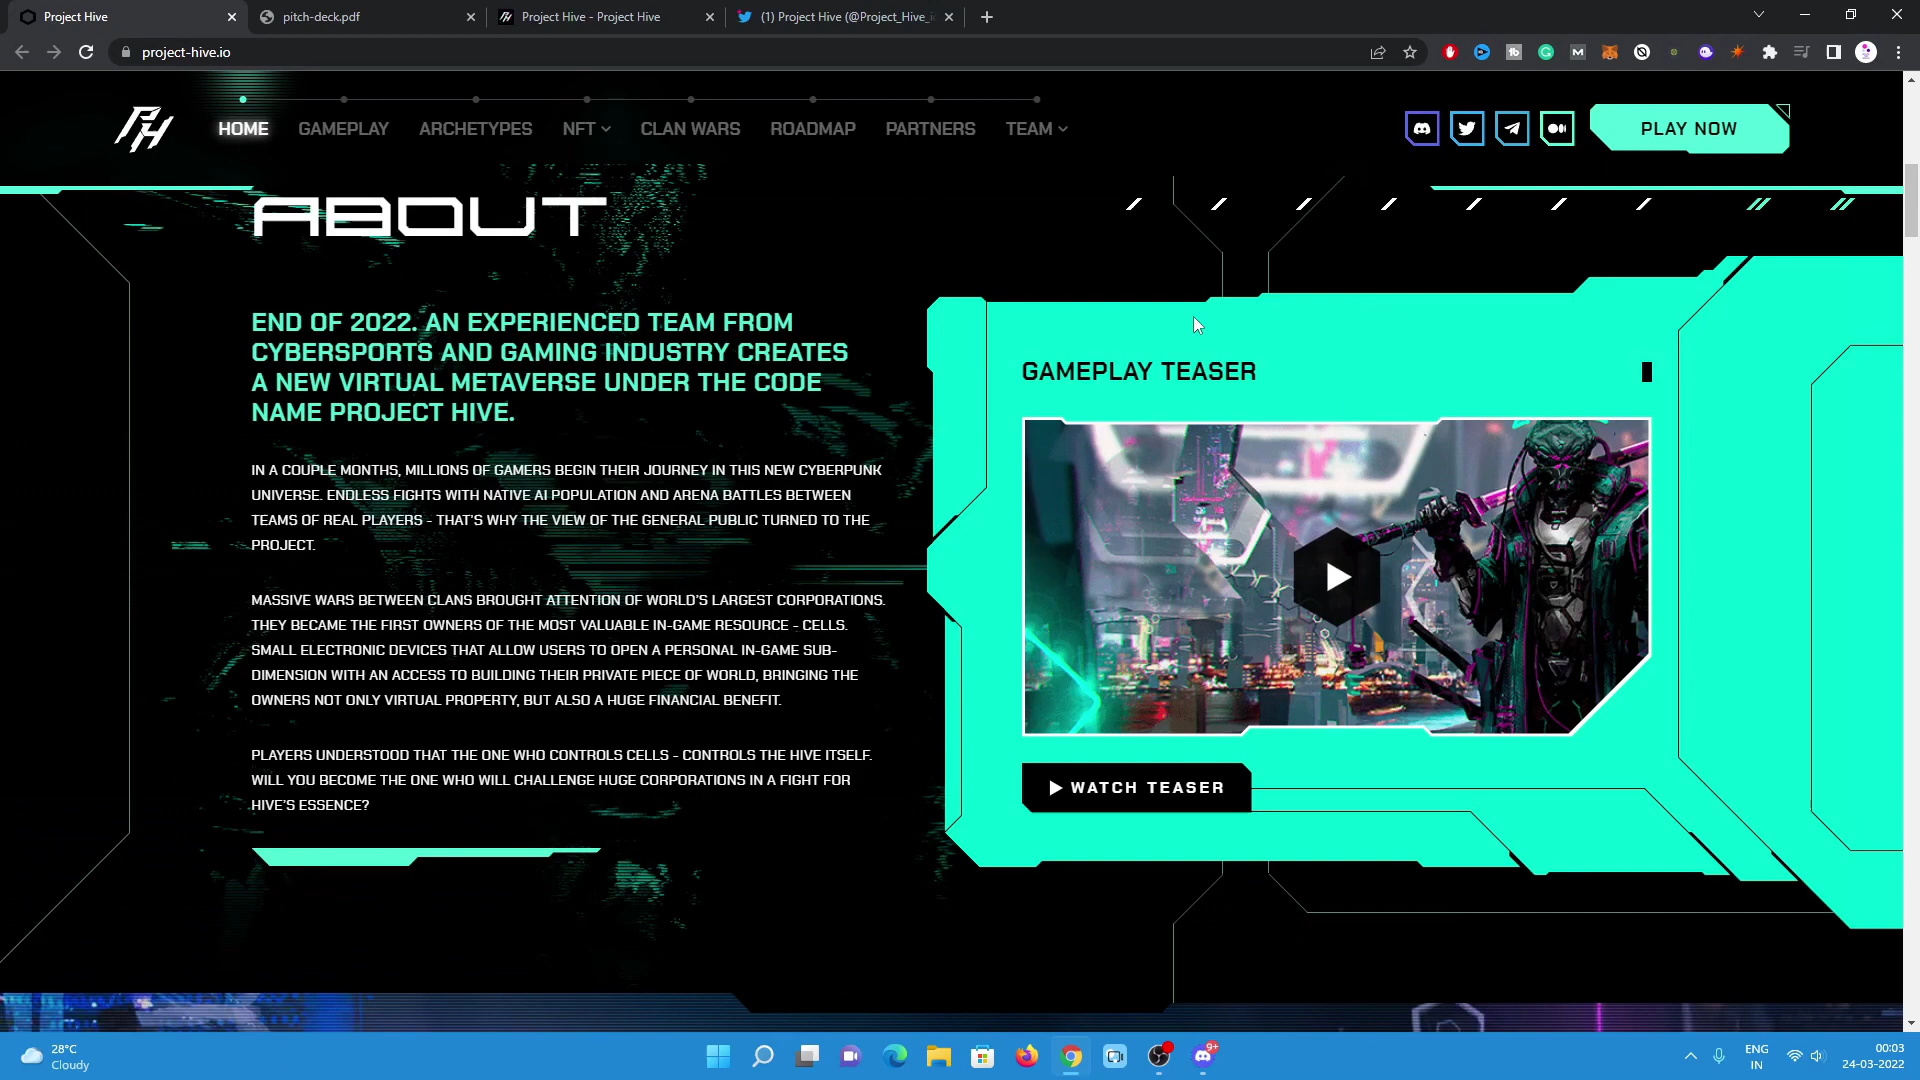 Project Hive
pitch-deck.pdf
Project Hive - Project Hive
(1) Project Hive (@Project_Hive_i
project-hive.io
HOME
GAMEPLAY
ARCHETYPES
NFT
CLAN WARS
ROADMAP
PARTNERS
TEAM
PLAY NOW
ABOUT
END OF 2022. AN EXPERIENCED TEAM FROM
CYBERSPORTS AND GAMING INDUSTRY CREATES
A NEW VIRTUAL METAVERSE UNDER THE CODE
NAME PROJECT HIVE.
IN A COUPLE MONTHS, MILLIONS OF GAMERS BEGIN THEIR JOURNEY IN THIS NEW CYBERPUNK
UNIVERSE. ENDLESS FIGHTS WITH NATIVE AI POPULATION AND ARENA BATTLES BETWEEN
TEAMS OF REAL PLAYERS - THAT'S WHY THE VIEW OF THE GENERAL PUBLIC TURNED TO THE
PROJECT.
MASSIVE WARS BETWEEN CLANS BROUGHT ATTENTION OF WORLD'S LARGEST CORPORATIONS.
THEY BECAME THE FIRST OWNERS OF THE MOST VALUABLE IN-GAME RESOURCE - CELLS.
SMALL ELECTRONIC DEVICES THAT ALLOW USERS TO OPEN A PERSONAL IN-GAME SUB-
DIMENSION WITH AN ACCESS TO BUILDING THEIR PRIVATE PIECE OF WORLD, BRINGING THE
OWNERS NOT ONLY VIRTUAL PROPERTY, BUT ALSO A HUGE FINANCIAL BENEFIT.
PLAYERS UNDERSTOOD THAT THE ONE WHO CONTROLS CELLS - CONTROLS THE HIVE ITSELF.
WILL YOU BECOME THE ONE WHO WILL CHALLENGE HUGE CORPORATIONS IN A FIGHT FOR
HIVE'S ESSENCE?
GAMEPLAY TEASER
WATCH TEASER
28°C
Cloudy
9+
ENG
IN
00:03
24-03-2022